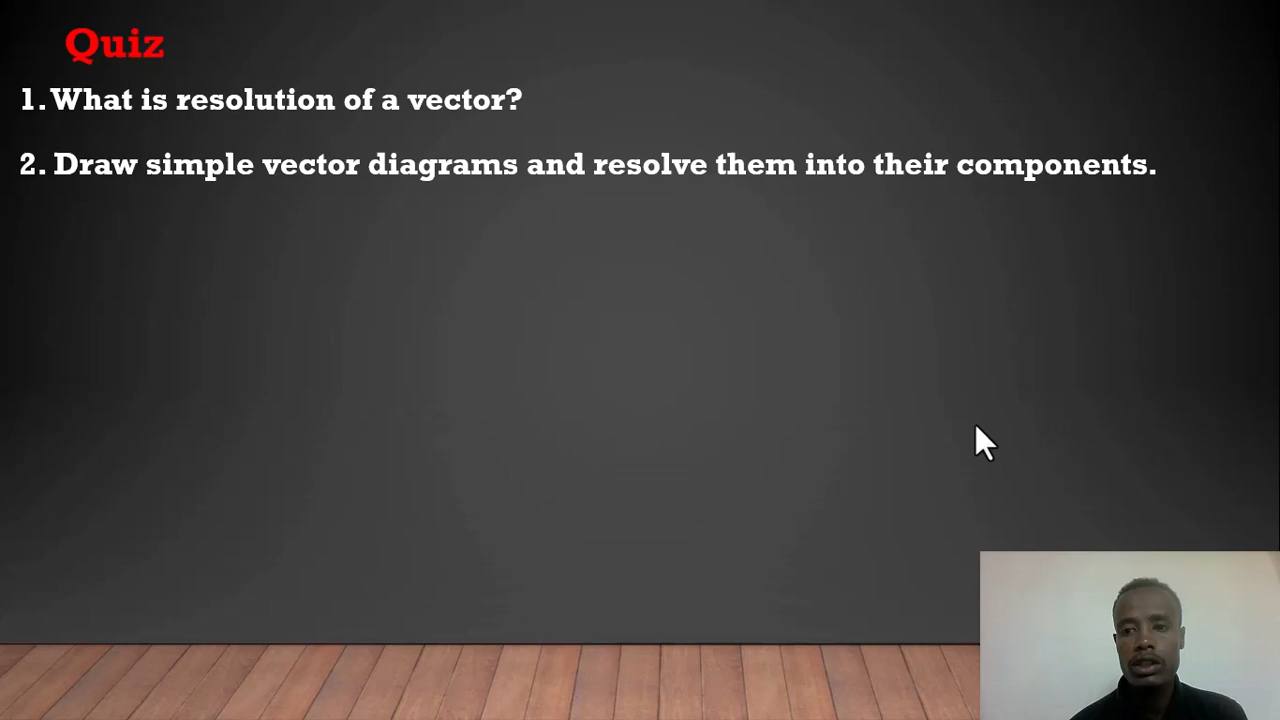 Quiz
1. What is resolution of a vector?
2. Draw simple vector diagrams and resolve them into their components.